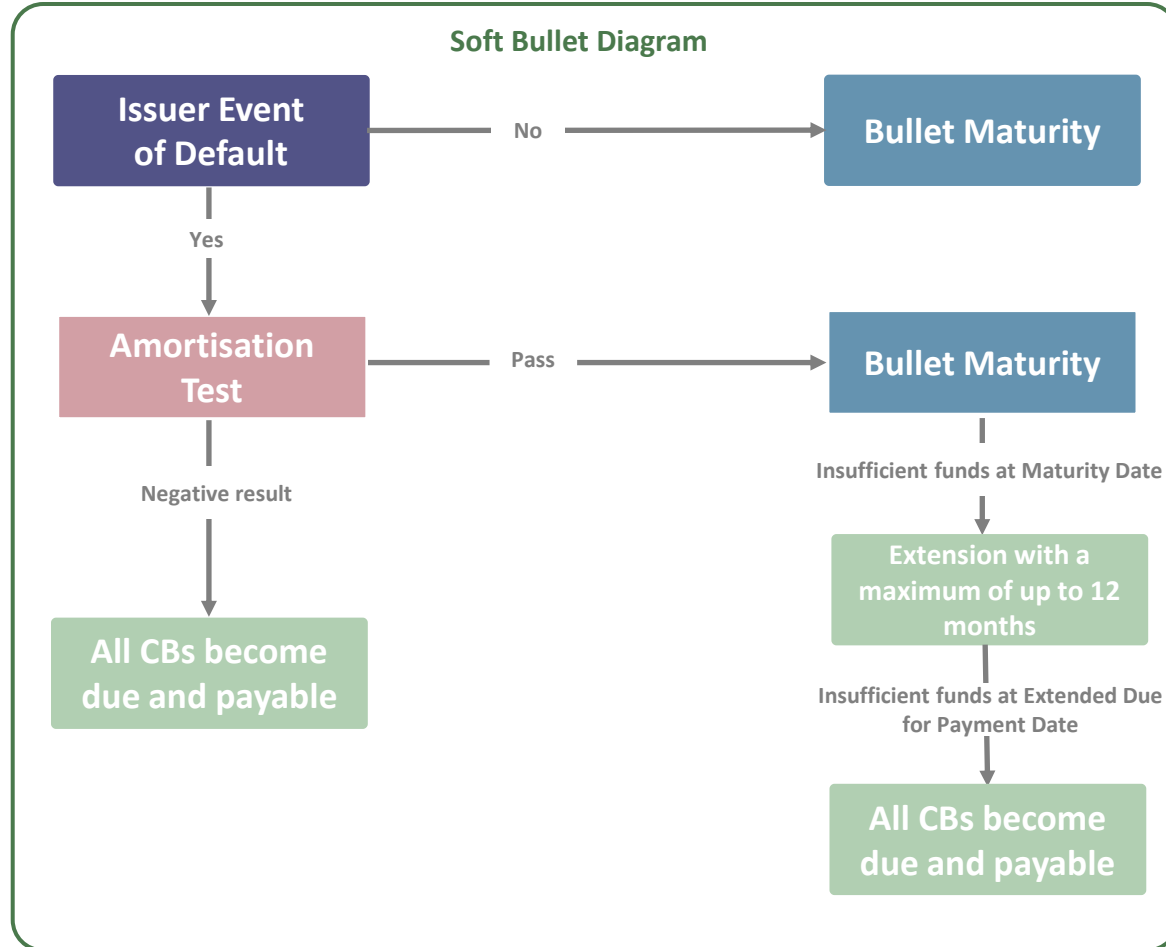 Soft Bullet Diagram
Issuer Event
of Default
No
Bullet Maturity
Yes
Amortisation
Test
Pass
Bullet Maturity
Negative result
Insufficient funds at Maturity Date
Extension with a
maximum of up to 12
months
All CBs become
due and payable
Insufficient funds at Extended Due
for Payment Date
All CBs become
due and payable